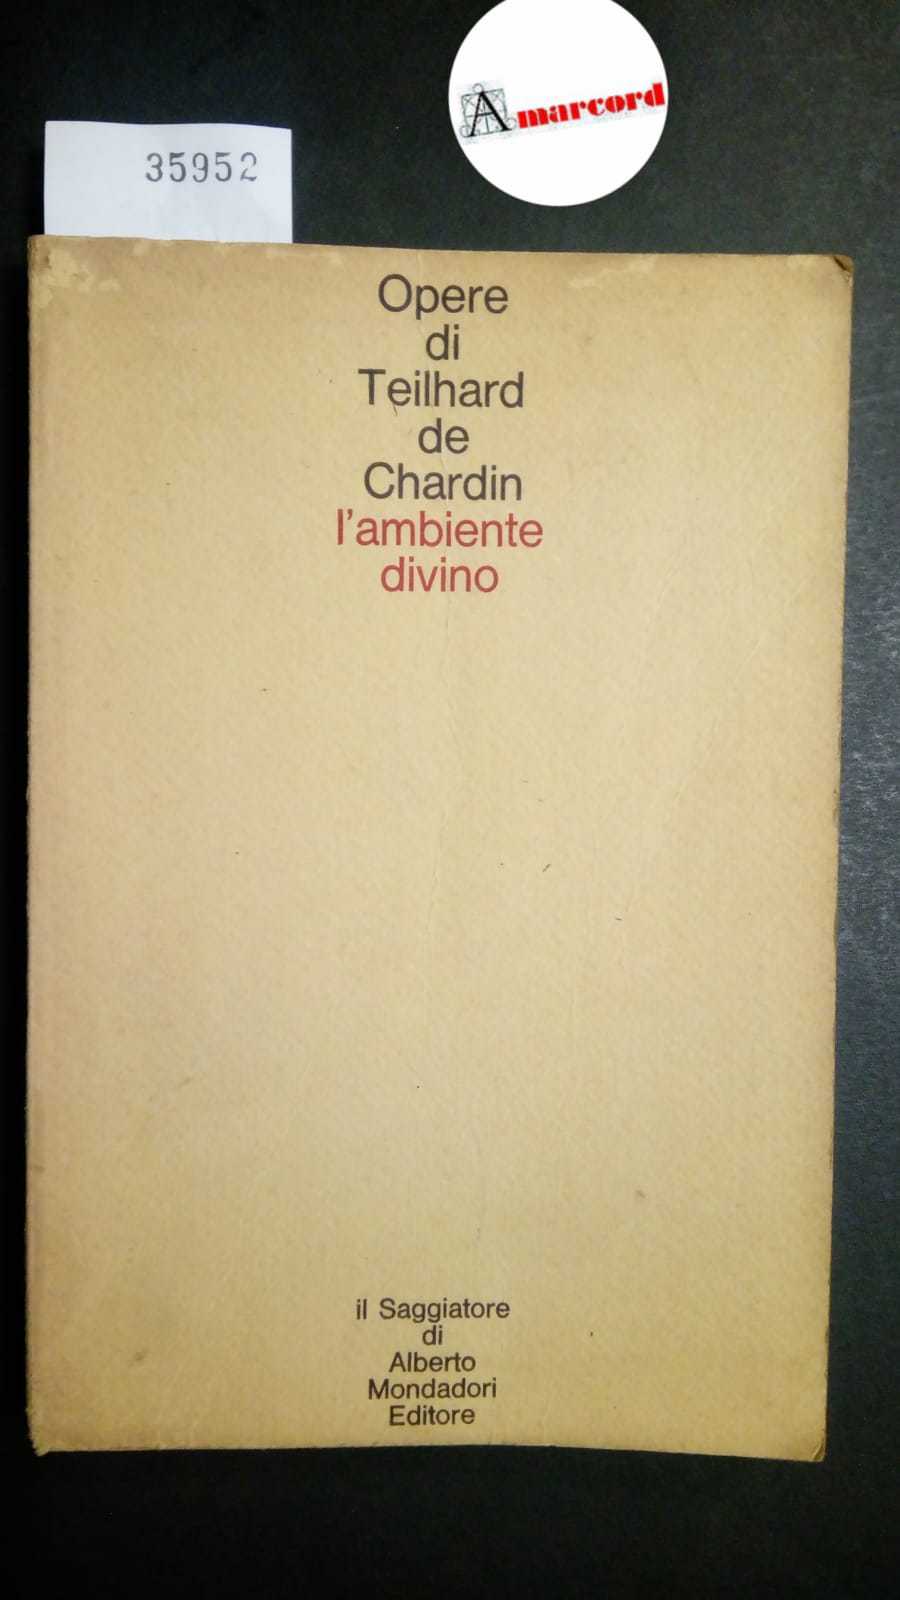 Amarcord
35952
Opere
di
Teilhard
de
Chardin
l'ambiente
divino
il Saggiatore
di
Alberto
Mondadori
Editore